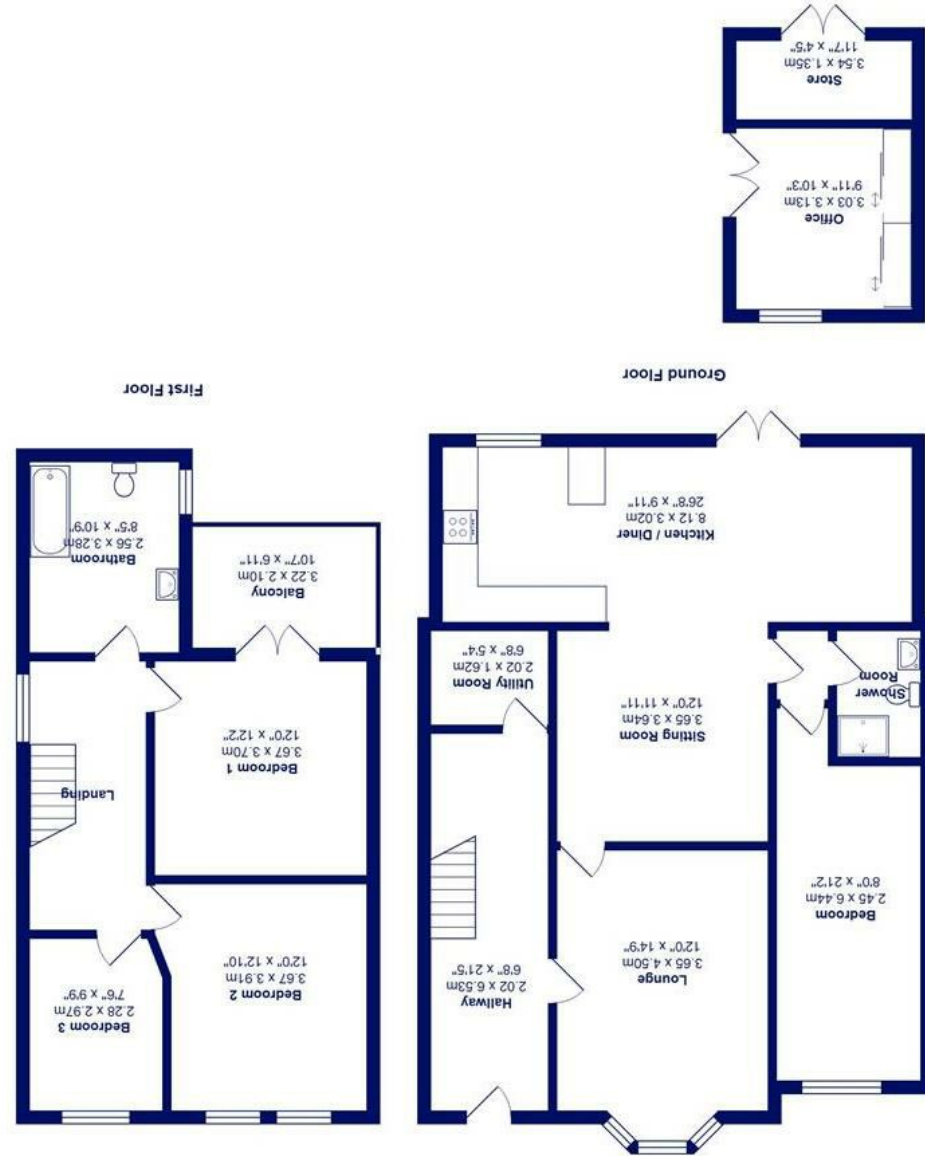 Bedroom
2.45 x 6.44m
8'0" x 21'2"
Lounge
3.65 x 4.50m
12'0" x 14'9"
Hallway
2.02 x 6.53m
6'8" x 21'5"
Shower
Room
Sitting Room
3.65 x 3.64m
12'0" x 11'11"
Utility Room
2.02 x 1.62m
6'8" x 5'4"
Kitchen / Diner
8.12 x 3.02m
26'8" x 9'11"
Ground Floor
Office
3.03 x 3.13m
9'11" x 10'3"
Store
3.54 x 1.35m
11'7" x 4'5"
Bedroom 2
3.67 x 3.91m
12'0" x 12'10"
Bedroom 3
2.28 x 2.97m
7'6" x 9'9"
Bedroom 1
3.67 x 3.70m
12'0" x 12'2"
Landing
Balcony
3.22 x 2.10m
10'7" x 6'11"
Bathroom
2.56 x 3.28m
8'5" x 10'9"
First Floor